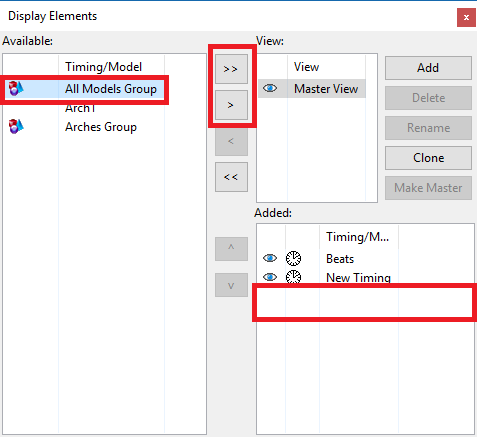 Display Elements
x
Available:
Timing/Model
All Models Group
Arch1
Arches Group
>>
>
<
<<
^
v
View:
View
Master View
Add
Delete
Rename
Clone
Make Master
Added:
Timing/M...
Beats
New Timing